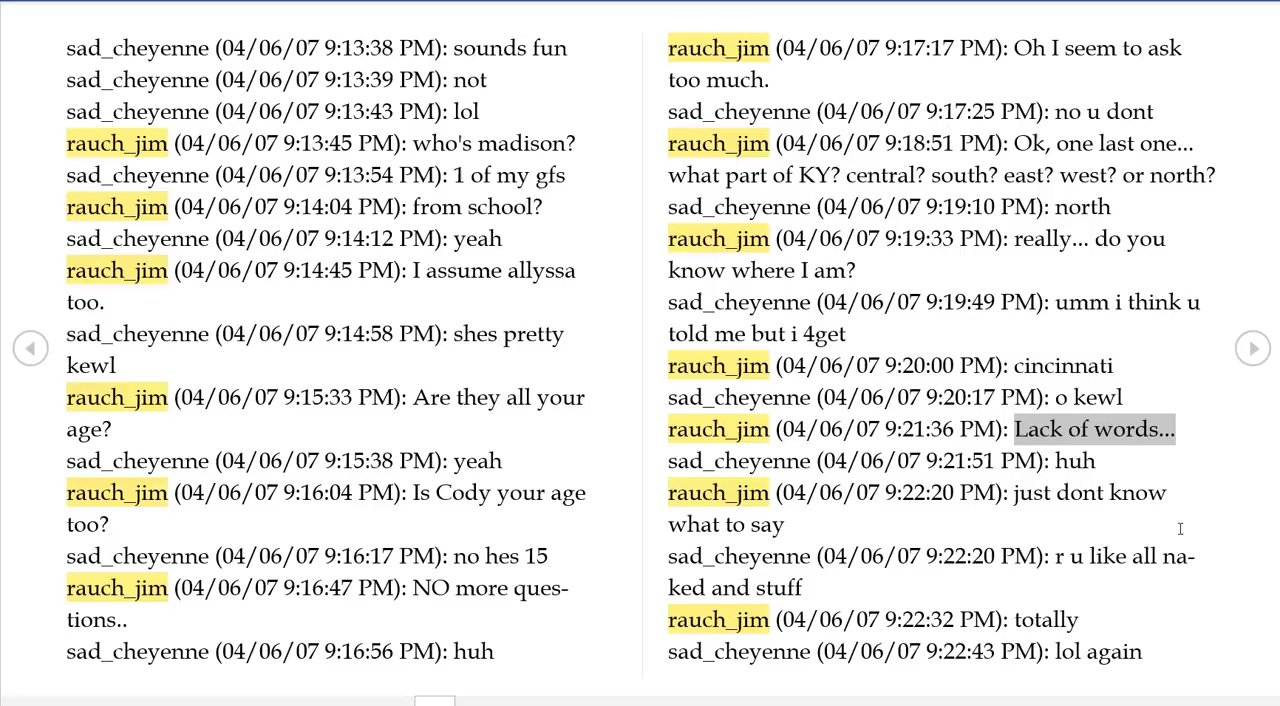 sad_cheyenne (04/06/07 9:13:38 PM): sounds fun
sad_cheyenne (04/06/07 9:13:39 PM): not
sad_cheyenne (04/06/07 9:13:43 PM): lol
rauch_jim (04/06/07 9:13:45 PM): who's madison?
sad_cheyenne (04/06/07 9:13:54 PM): 1 of my gfs
rauch_jim (04/06/07 9:14:04 PM): from school?
sad_cheyenne (04/06/07 9:14:12 PM): yeah
rauch_jim (04/06/07 9:14:45 PM): I assume allyssa
too.
sad_cheyenne (04/06/07 9:14:58 PM): shes pretty
kewl
rauch_jim (04/06/07 9:15:33 PM): Are they all your
age?
sad_cheyenne (04/06/07 9:15:38 PM): yeah
rauch_jim (04/06/07 9:16:04 PM): Is Cody your age
too?
sad_cheyenne (04/06/07 9:16:17 PM): no hes 15
rauch_jim (04/06/07 9:16:47 PM): NO more ques-
tions..
sad_cheyenne (04/06/07 9:16:56 PM): huh
rauch_jim (04/06/07 9:17:17 PM): Oh I seem to ask
too much.
sad_cheyenne (04/06/07 9:17:25 PM): no u dont
rauch_jim (04/06/07 9:18:51 PM): Ok, one last one...
what part of KY? central? south? east? west? or north?
sad_cheyenne (04/06/07 9:19:10 PM): north
rauch_jim (04/06/07 9:19:33 PM): really... do you
know where I am?
sad_cheyenne (04/06/07 9:19:49 PM): umm i think u
told me but i 4get
rauch_jim (04/06/07 9:20:00 PM): cincinnati
sad_cheyenne (04/06/07 9:20:17 PM): o kewl
rauch_jim (04/06/07 9:21:36 PM): Lack of words...
sad_cheyenne (04/06/07 9:21:51 PM): huh
rauch_jim (04/06/07 9:22:20 PM): just dont know
what to say
sad_cheyenne (04/06/07 9:22:20 PM): r u like all na-
ked and stuff
rauch_jim (04/06/07 9:22:32 PM): totally
sad_cheyenne (04/06/07 9:22:43 PM): lol again